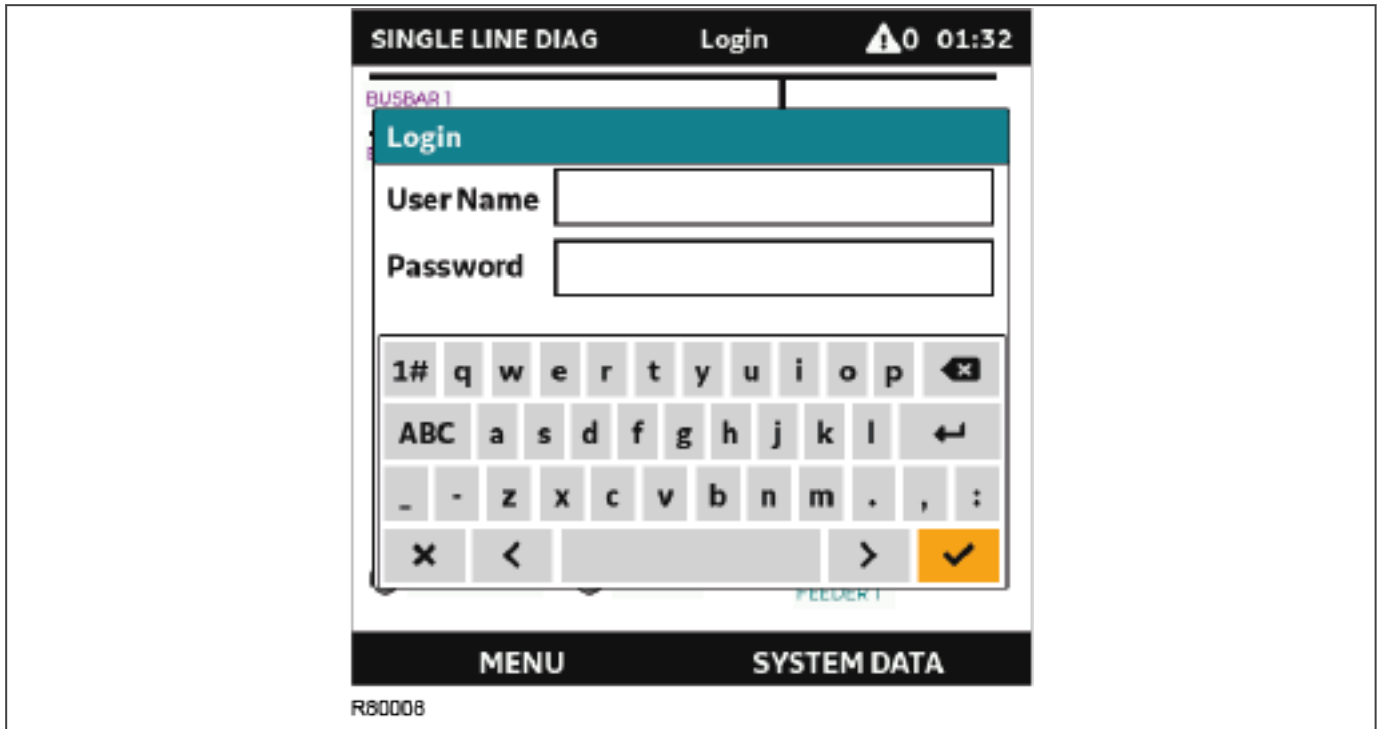 SINGLE LINE DIAG Login 0 01:32
BUSBAR 1
Login
User Name
Password
1# q w e r t y u i o p
ABC a s d f g h j k l
_ - z x c v b n m . , :
FEEDER 1
MENU SYSTEM DATA
R80008